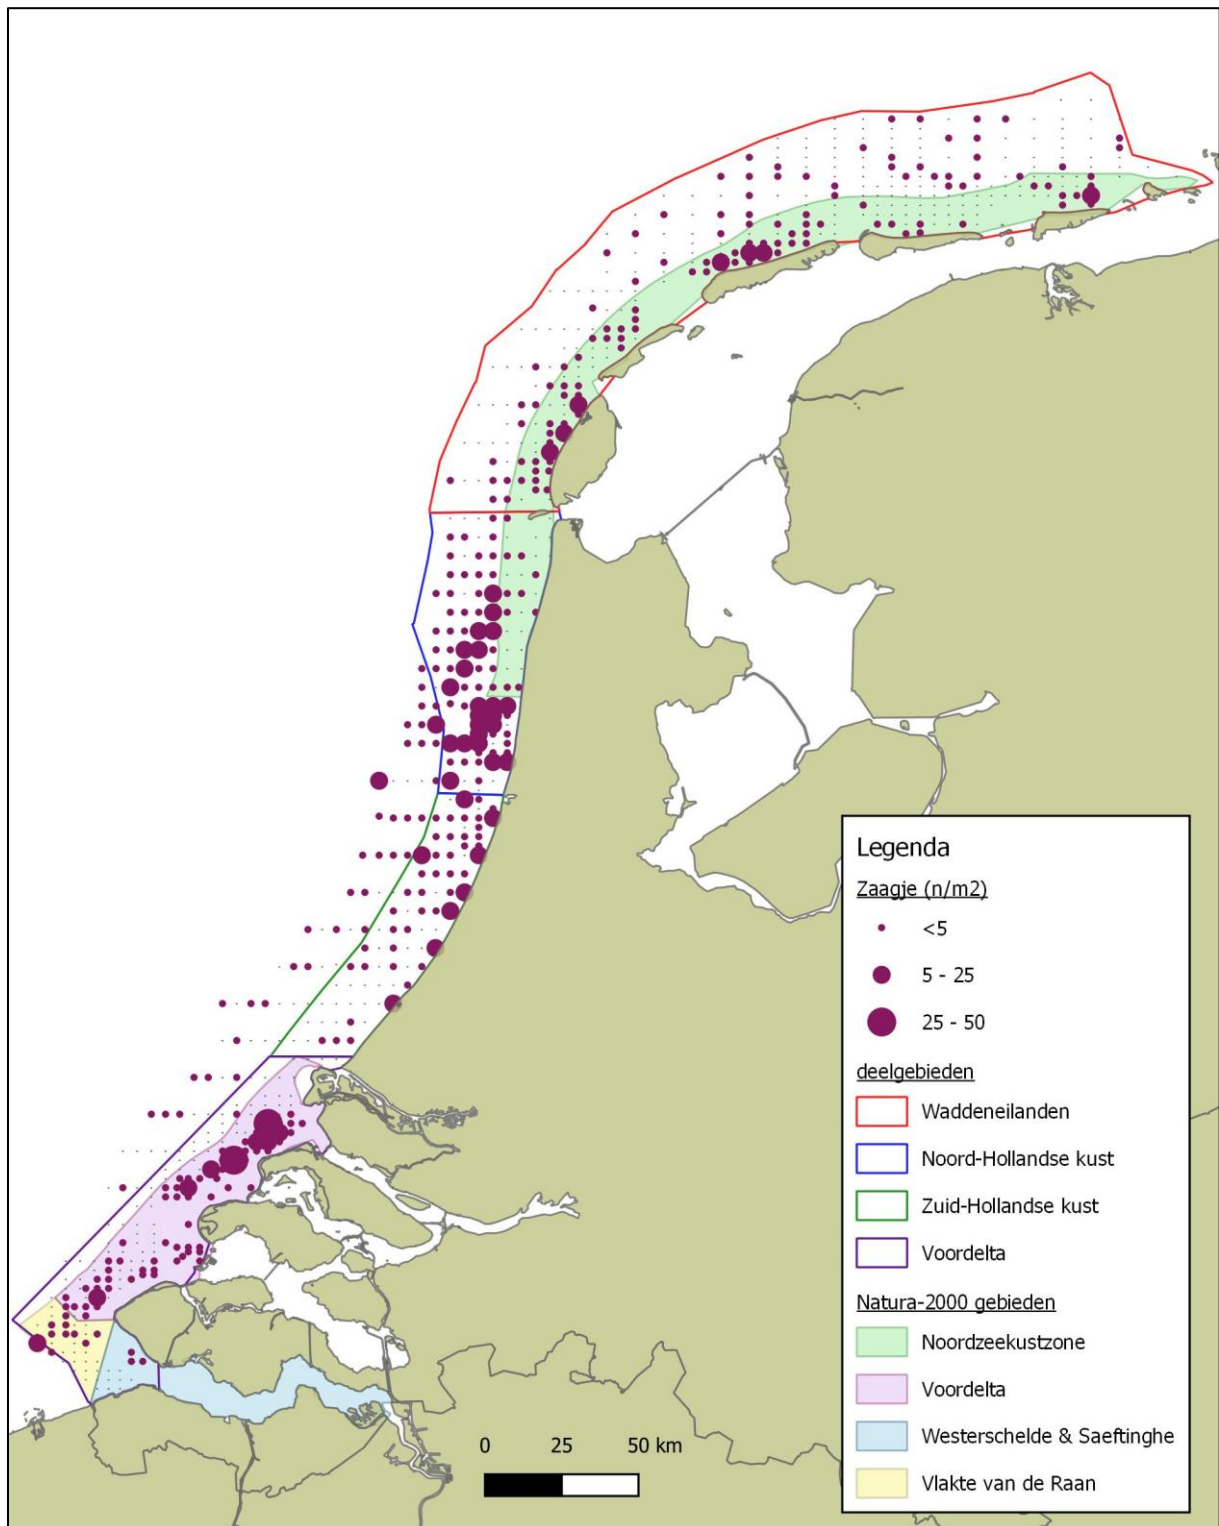 Legenda
Zaagje (n/m2)
<5
5 - 25
25 - 50
deelgebieden
Waddeneilanden
Noord-Hollandse kust
Zuid-Hollandse kust
Voordelta
Natura-2000 gebieden
Noordzeekustzone
Voordelta
Westerschelde & Saeftinghe
Vlakte van de Raan
0 25 50 km